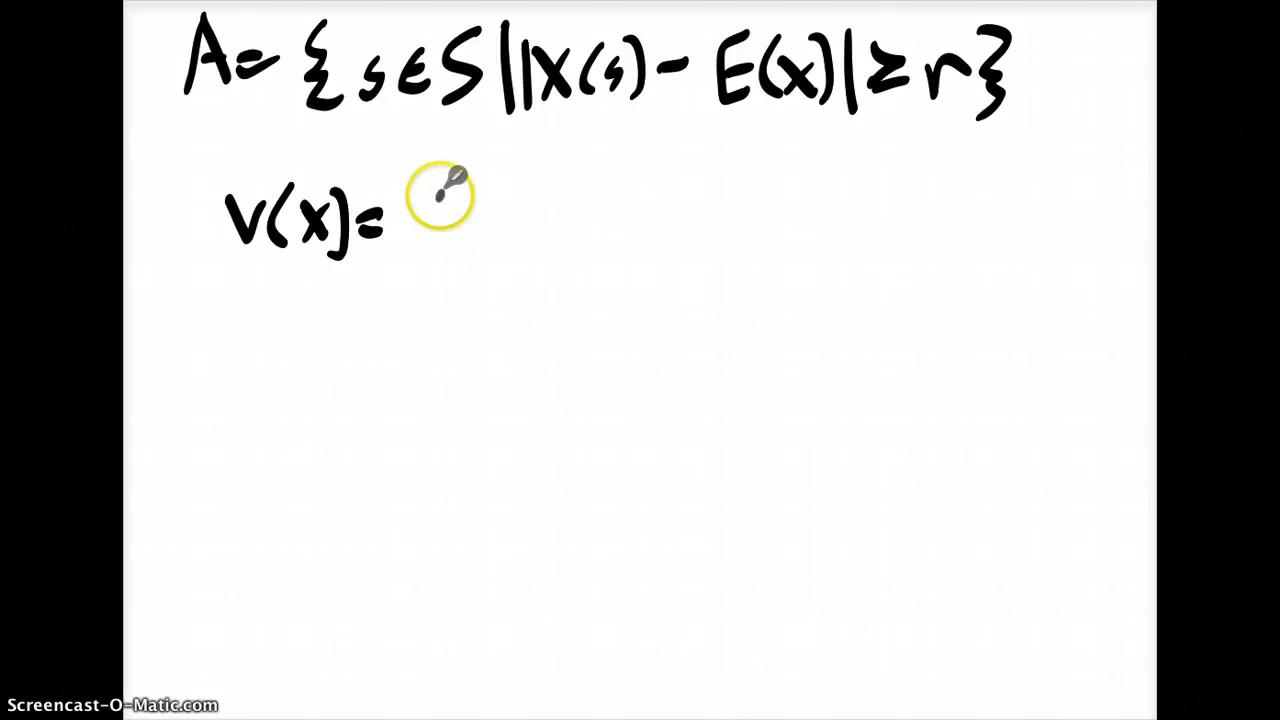 A = { s ∈ S | |X(s) - E(X)| ≥ r }
V(X) =
Screencast-O-Matic.com